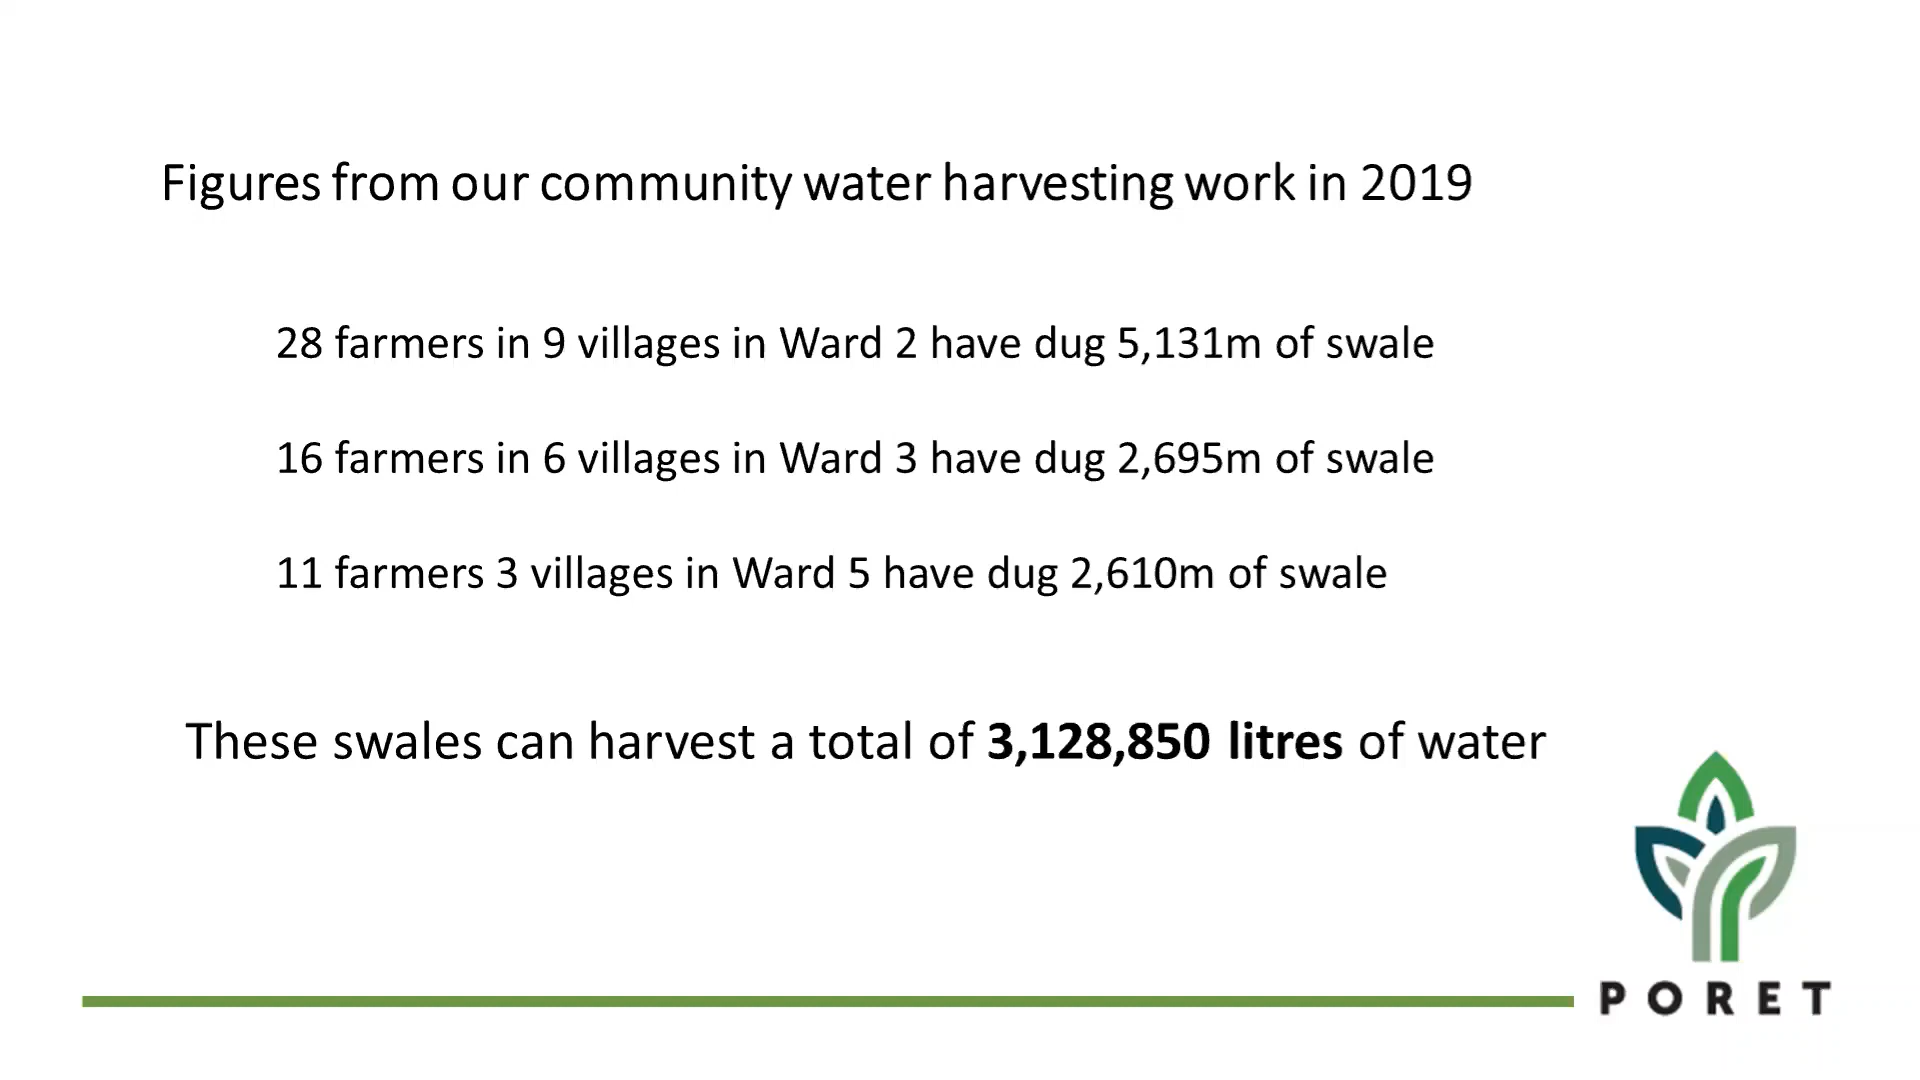 Figures from our community water harvesting work in 2019
28 farmers in 9 villages in Ward 2 have dug 5,131m of swale
16 farmers in 6 villages in Ward 3 have dug 2,695m of swale
11 farmers 3 villages in Ward 5 have dug 2,610m of swale
These swales can harvest a total of 3,128,850 litres of water
PORET